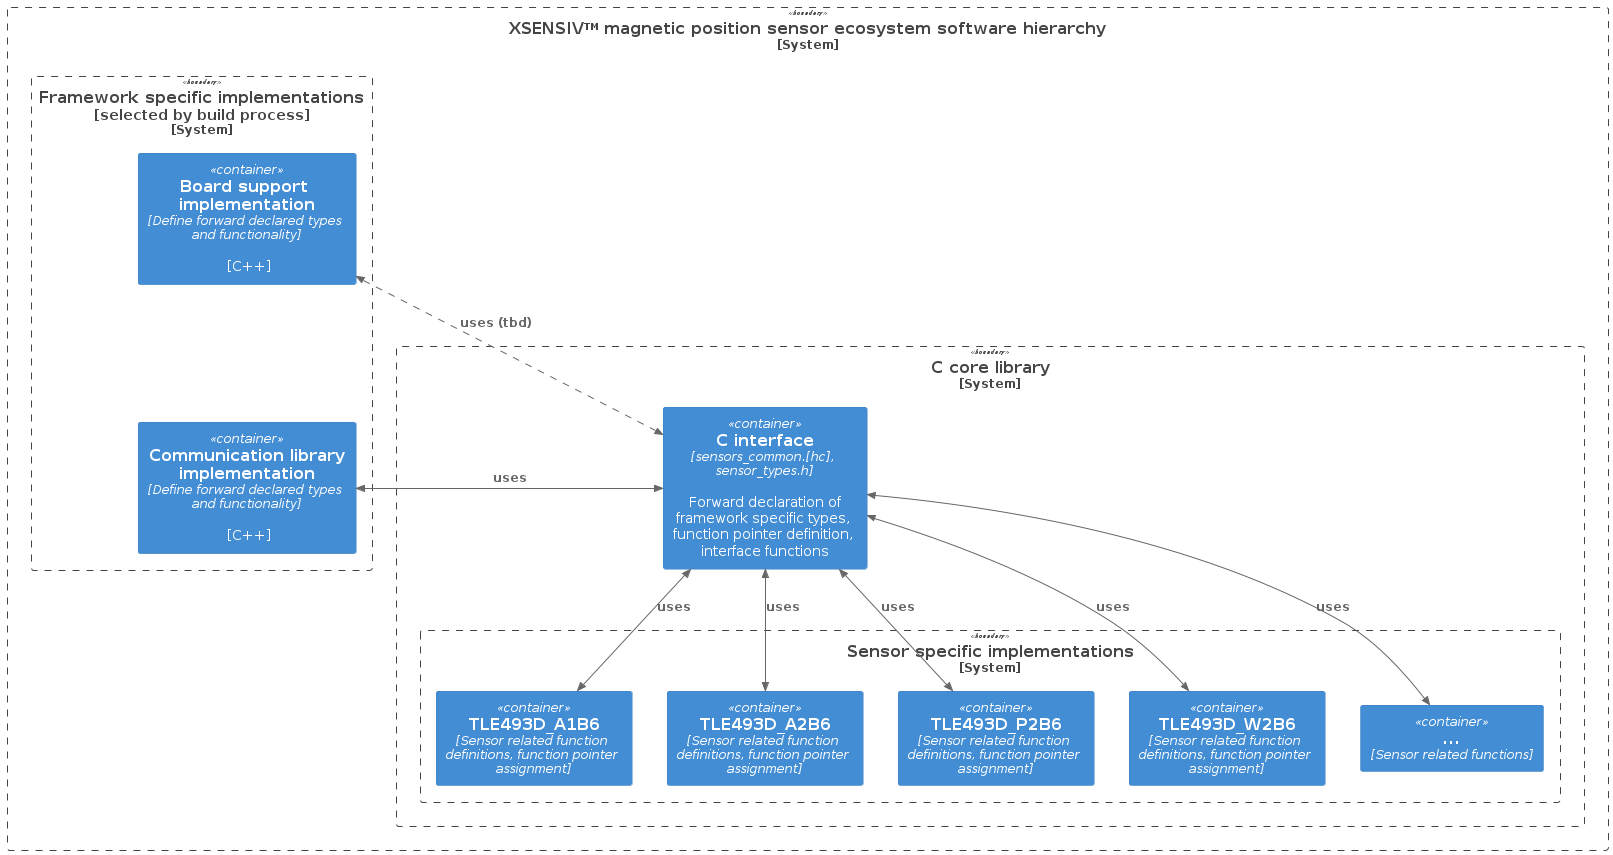 «boundary»
XSENSIV™ magnetic position sensor ecosystem software hierarchy
[System]
«boundary»
Framework specific implementations
[selected by build process]
[System]
«container»
Board support
implementation
[Define forward declared types
and functionality]
[C++]
uses (tbd)
«container»
Communication library
implementation
[Define forward declared types
and functionality]
[C++]
uses
«boundary»
C core library
[System]
«container»
C interface
[sensors_common.[hc],
sensor_types.h]
Forward declaration of
framework specific types,
function pointer definition,
interface functions
uses
uses
uses
uses
uses
«boundary»
Sensor specific implementations
[System]
«container»
TLE493D_A1B6
[Sensor related function
definitions, function pointer
assignment]
«container»
TLE493D_A2B6
[Sensor related function
definitions, function pointer
assignment]
«container»
TLE493D_P2B6
[Sensor related function
definitions, function pointer
assignment]
«container»
TLE493D_W2B6
[Sensor related function
definitions, function pointer
assignment]
«container»
...
[Sensor related functions]